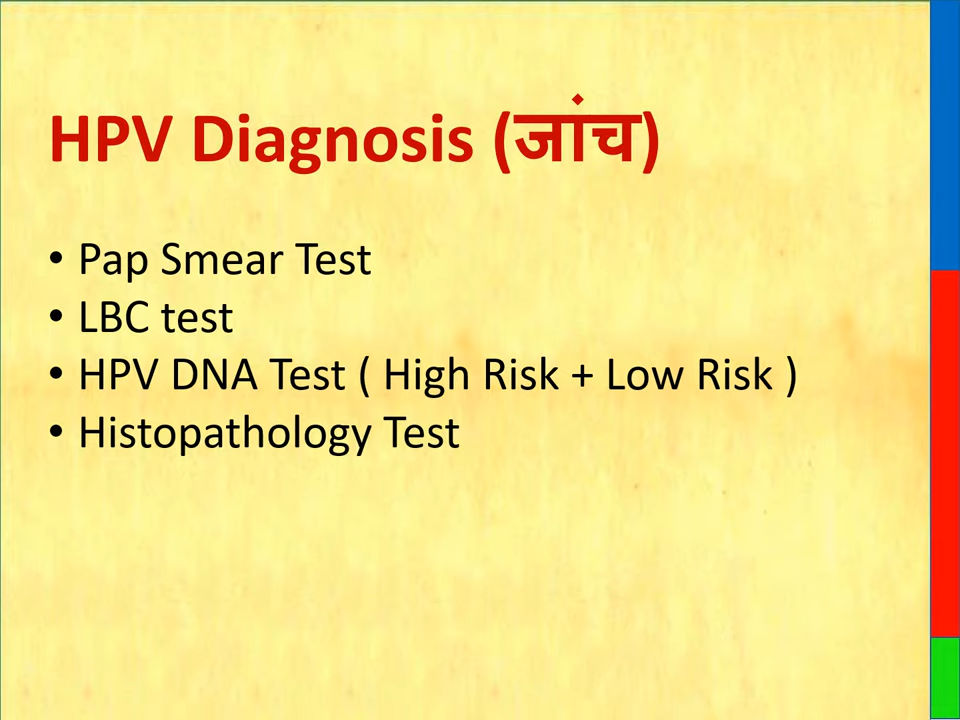 HPV Diagnosis (जांच)
• Pap Smear Test
• LBC test
• HPV DNA Test ( High Risk + Low Risk )
• Histopathology Test